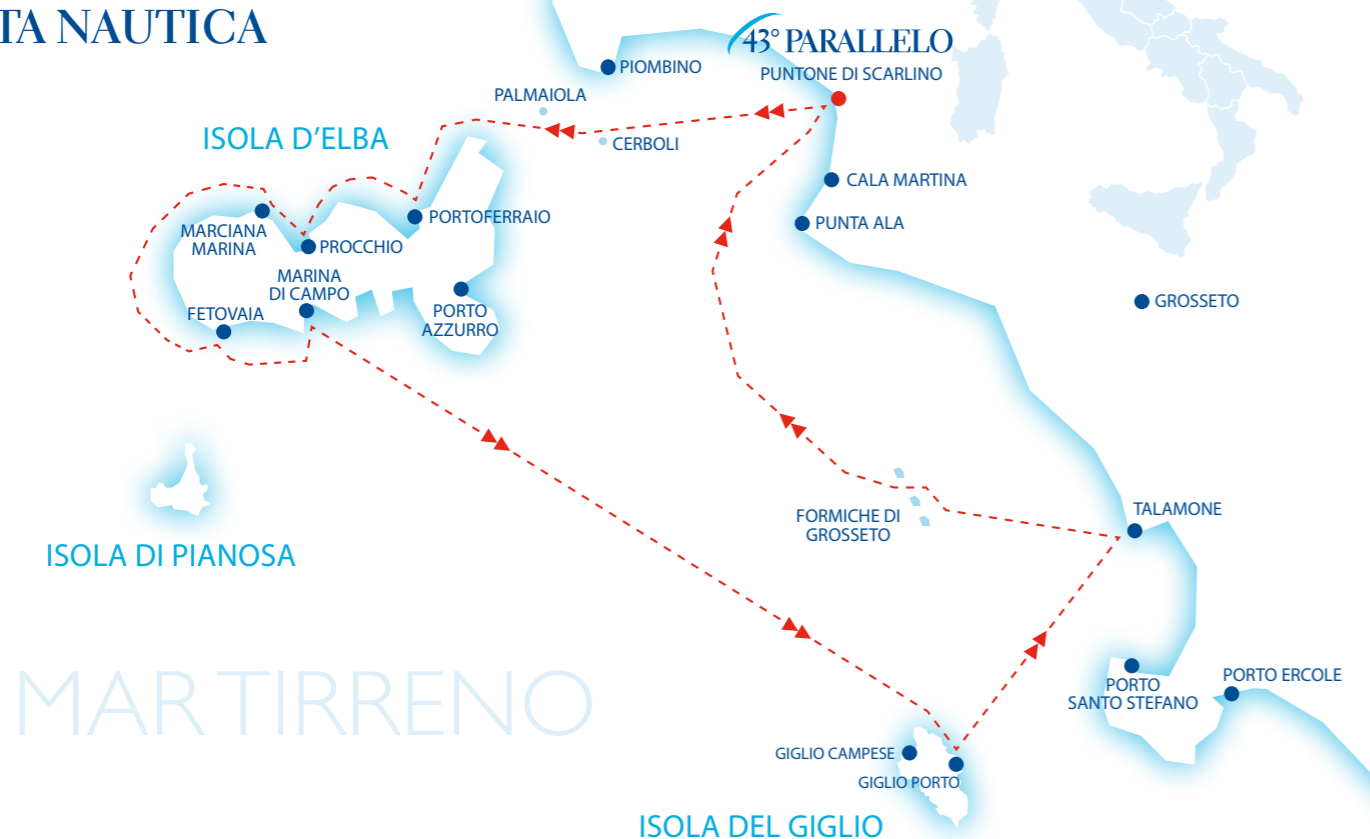 TA NAUTICA
43° PARALLELO
PUNTONE DI SCARLINO
PIOMBINO
PALMAIOLA
CERBOLI
ISOLA D'ELBA
CALA MARTINA
PUNTA ALA
PORTOFERRAIO
MARCIANA
MARINA
PROCCHIO
MARINA
DI CAMPO
FETOVAIA
PORTO
AZZURRO
GROSSETO
FORMICHE DI
GROSSETO
TALAMONE
ISOLA DI PIANOSA
MAR TIRRENO
PORTO
SANTO STEFANO
PORTO ERCOLE
GIGLIO CAMPESE
GIGLIO PORTO
ISOLA DEL GIGLIO